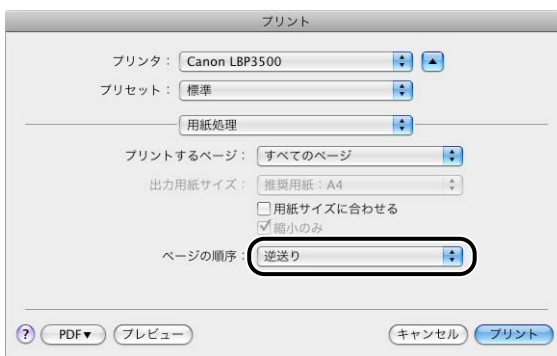 プリント
プリンタ： Canon LBP3500
プリセット： 標準
用紙処理
プリントするページ： すべてのページ
出力用紙サイズ： 推奨用紙：A4
用紙サイズに合わせる
縮小のみ
ページの順序： 逆送り
? PDF▼ プレビュー キャンセル プリント